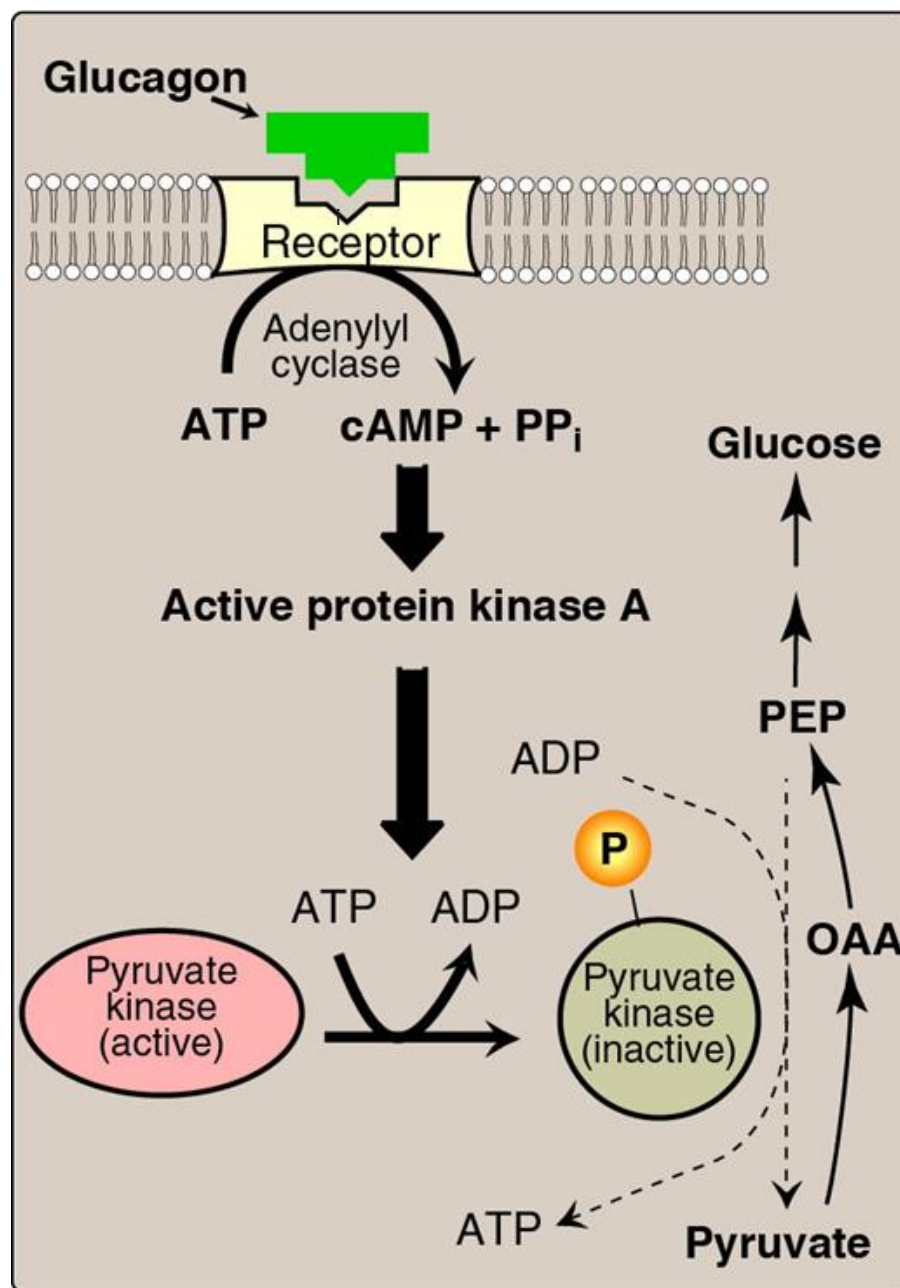 Glucagon
Receptor
Adenylyl
cyclase
ATP
cAMP + PPi
Glucose
Active protein kinase A
PEP
ADP
P
ATP
ADP
OAA
Pyruvate
kinase
(active)
Pyruvate
kinase
(inactive)
ATP
Pyruvate